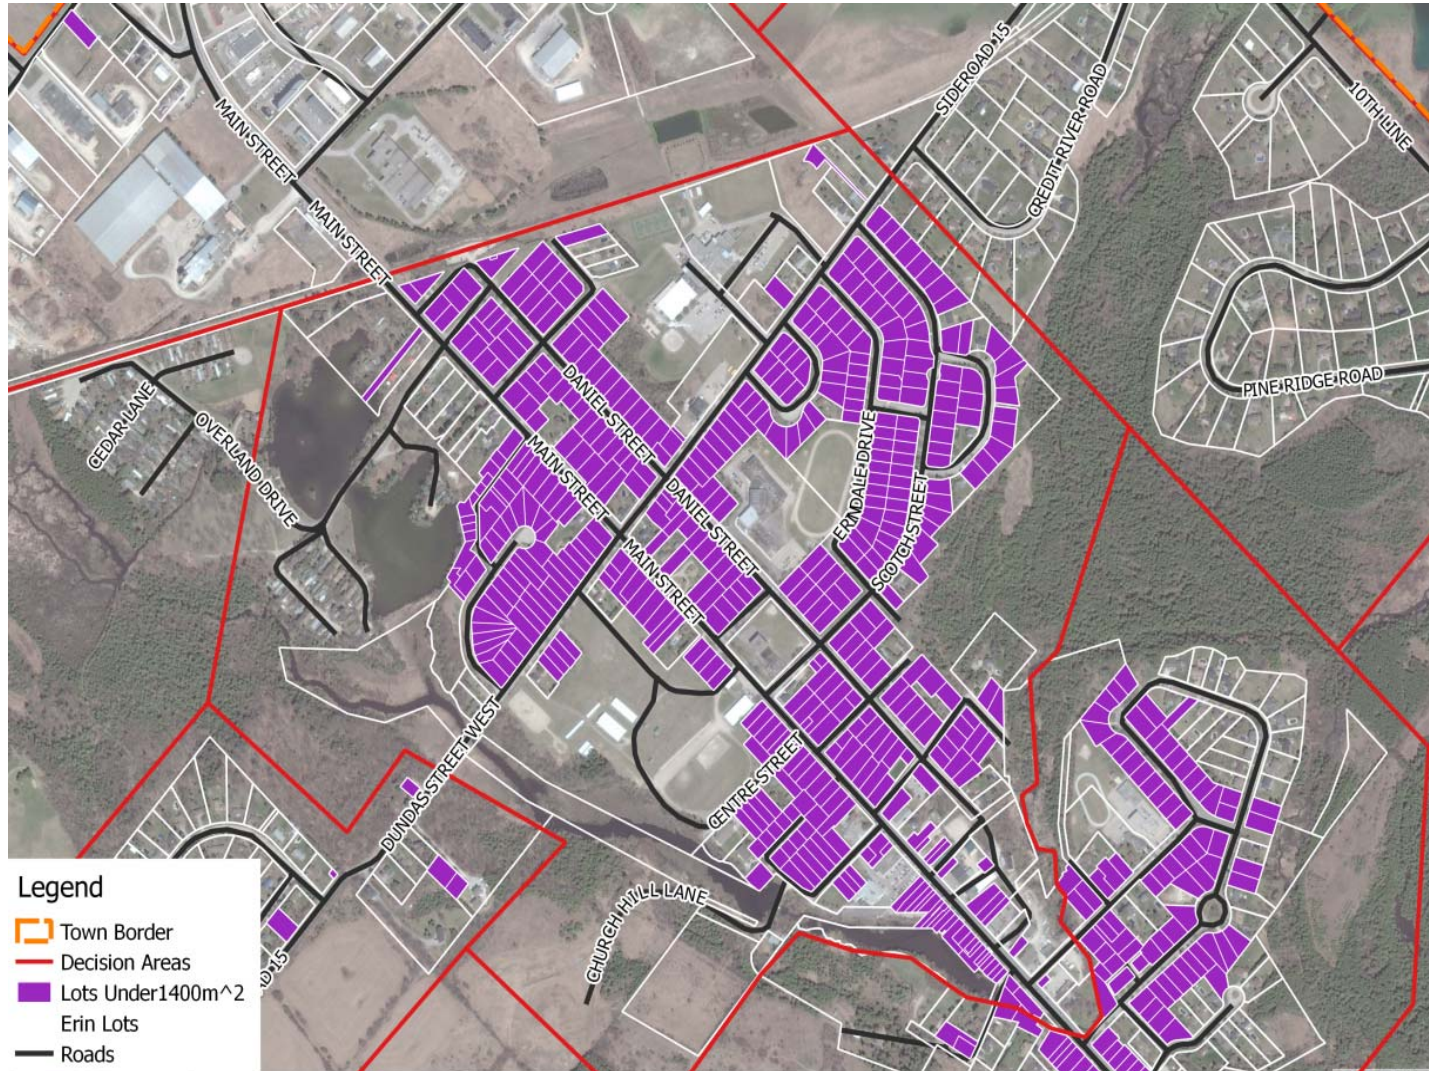 SIDEROAD 15
10TH LINE
MAIN STREET
CREDIT RIVER ROAD
MAIN STREET
PINE RIDGE ROAD
CEDAR LANE
DANIEL STREET
OVERLAND DRIVE
MAIN STREET
ERINDALE DRIVE
DANIEL STREET
SCOTCH STREET
MAIN STREET
DUNDAS STREET WEST
CENTRE STREET
CHURCH HILL LANE
AD 15
Legend
Town Border
Decision Areas
Lots Under1400m^2
Erin Lots
Roads